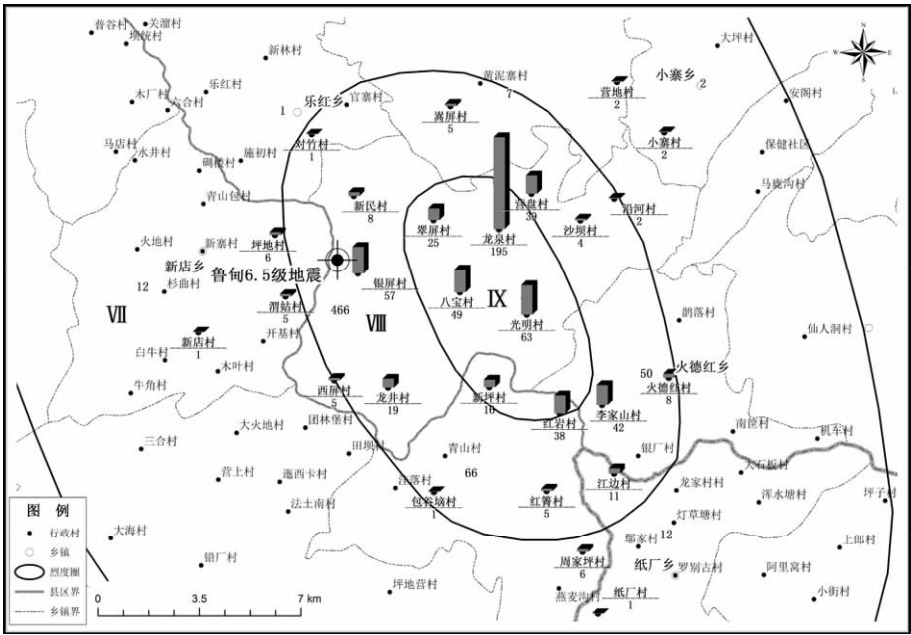 普谷村
关溜村
坝统村
新林村
大坪村
N
W
E
S
木厂村
乐红村
六合村
1
乐红乡
官寨村
黄泥寨村
7
嵩屏村
5
营地村
2
小寨乡
2
安阁村
马店村
水井村
碉楼村
施初村
对竹村
1
小寨村
2
保健社区
马鹿沟村
青山包村
新民村
8
翠屏村
25
营盘村
39
龙泉村
195
沙坝村
4
沿河村
2
火地村
新寨村
坪地村
6
新店乡
鲁甸6.5级地震
12
杉曲村
银屏村
57
八宝村
49
IX
光明村
63
VII
渭姑村
5
466
VIII
鹊落村
仙人洞村
新店村
1
开基村
白牛村
木叶村
牛角村
西屏村
5
龙井村
19
新坪村
10
红岩村
38
李家山村
42
50
火德红乡
火德红村
8
三合村
大火地村
团林堡村
田坝村
青山村
66
银厂村
南筐村
机车村
营上村
施西卡村
洼落村
包谷垴村
1
红箐村
5
江边村
11
大石板村
龙家村村
浑水塘村
坪子村
法土南村
灯草塘村
12
鄢家村
大海村
铅厂村
周家坪村
6
纸厂乡
罗别古村
上郎村
阿里窝村
坪地营村
燕麦沟村
纸厂村
1
小街村
图 例
行政村
乡镇
烈度圈
县区界
乡镇界
0 3.5 7 km